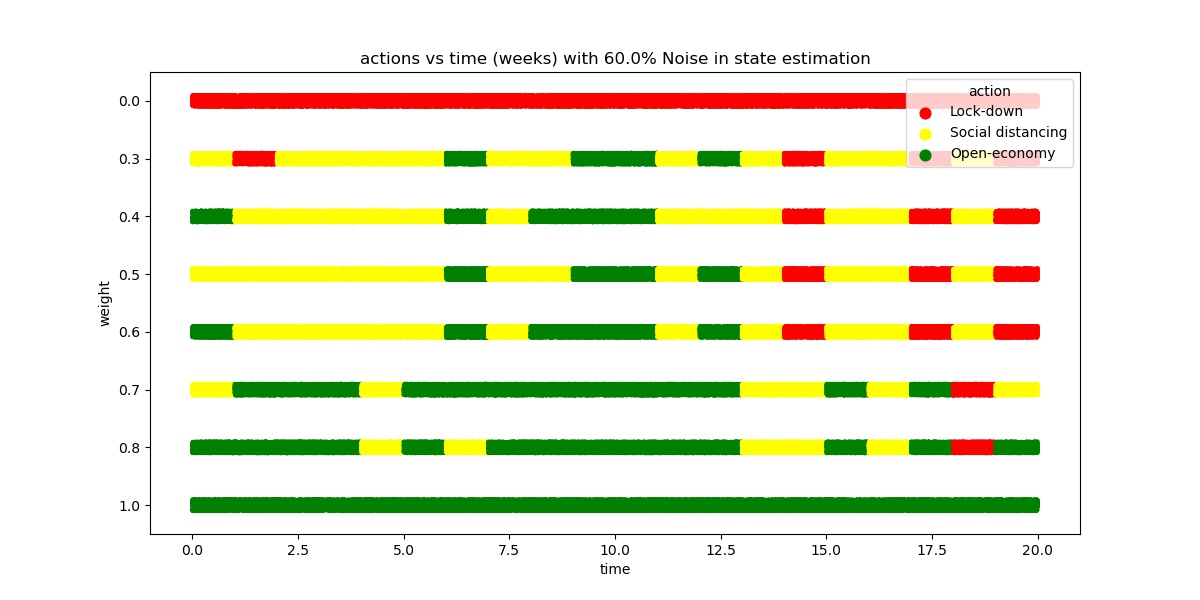 actions vs time (weeks) with 60.0% Noise in state estimation
action
Lock-down
Social distancing
Open-economy
weight
0.0
0.3
0.4
0.5
0.6
0.7
0.8
1.0
0.0 2.5 5.0 7.5 10.0 12.5 15.0 17.5 20.0
time